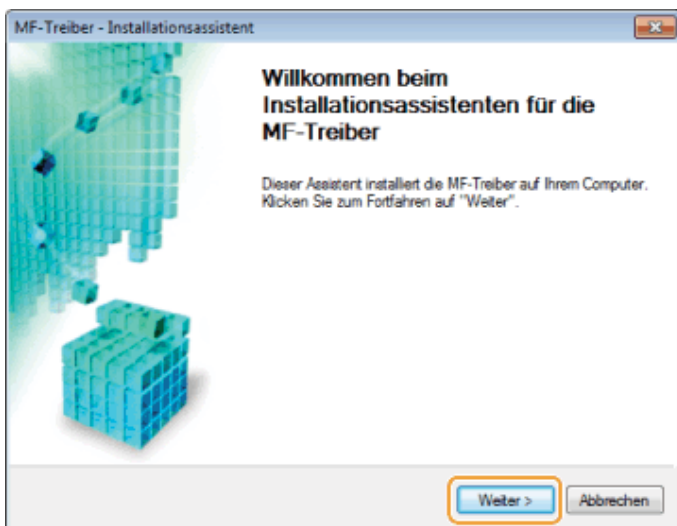 MF-Treiber - Installationsassistent
Willkommen beim
Installationsassistenten für die
MF-Treiber
Dieser Assistent installiert die MF-Treiber auf Ihrem Computer.
Klicken Sie zum Fortfahren auf "Weiter".
Weiter >
Abbrechen